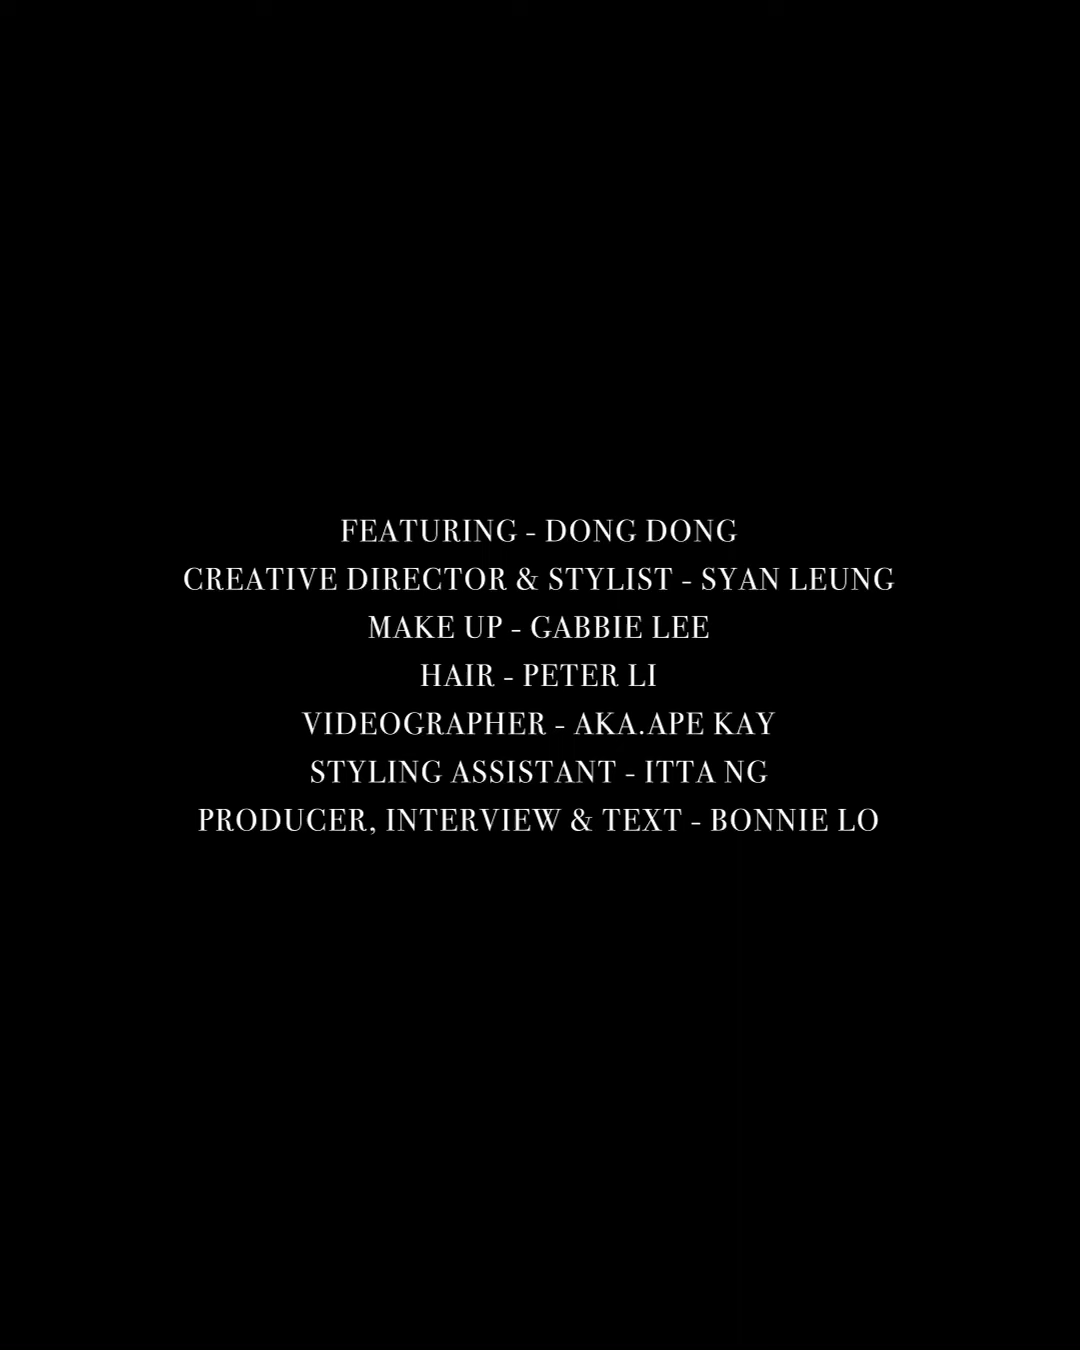 FEATURING - DONG DONG
CREATIVE DIRECTOR & STYLIST - SYAN LEUNG
MAKE UP - GABBIE LEE
HAIR - PETER LI
VIDEOGRAPHER - AKA.APE KAY
STYLING ASSISTANT - ITTA NG
PRODUCER, INTERVIEW & TEXT - BONNIE LO